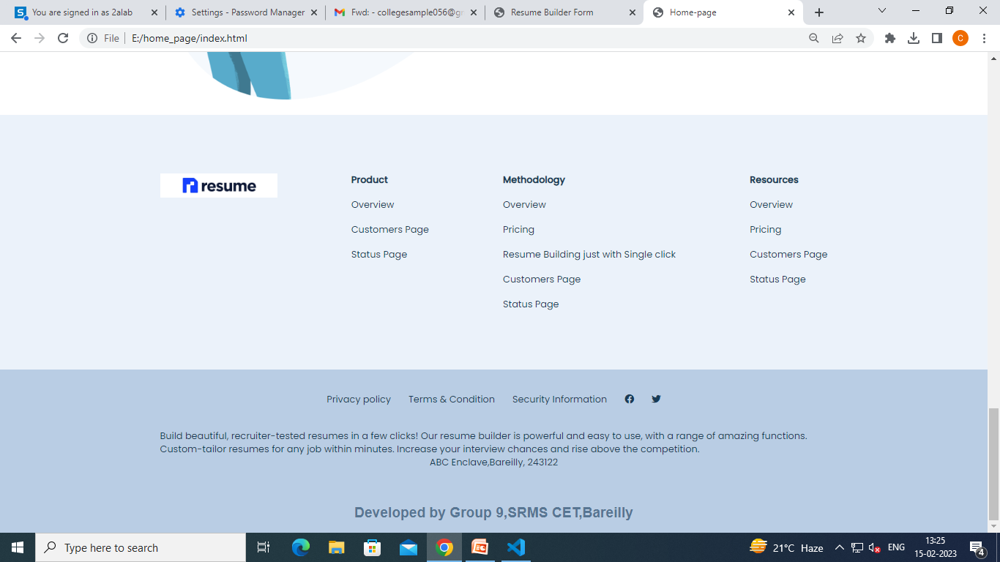 You are signed in as 2alab
Settings - Password Manager
Fwd: - collegesample056@gm
Resume Builder Form
Home-page
File
E:/home_page/index.html
C
resume
Product
Overview
Customers Page
Status Page
Methodology
Overview
Pricing
Resume Building just with Single click
Customers Page
Status Page
Resources
Overview
Pricing
Customers Page
Status Page
Privacy policy Terms & Condition Security Information
Build beautiful, recruiter-tested resumes in a few clicks! Our resume builder is powerful and easy to use, with a range of amazing functions.
Custom-tailor resumes for any job within minutes. Increase your interview chances and rise above the competition.
ABC Enclave,Bareilly, 243122
Developed by Group 9,SRMS CET,Bareilly
Type here to search
21°C Haze
ENG
13:25
15-02-2023
4